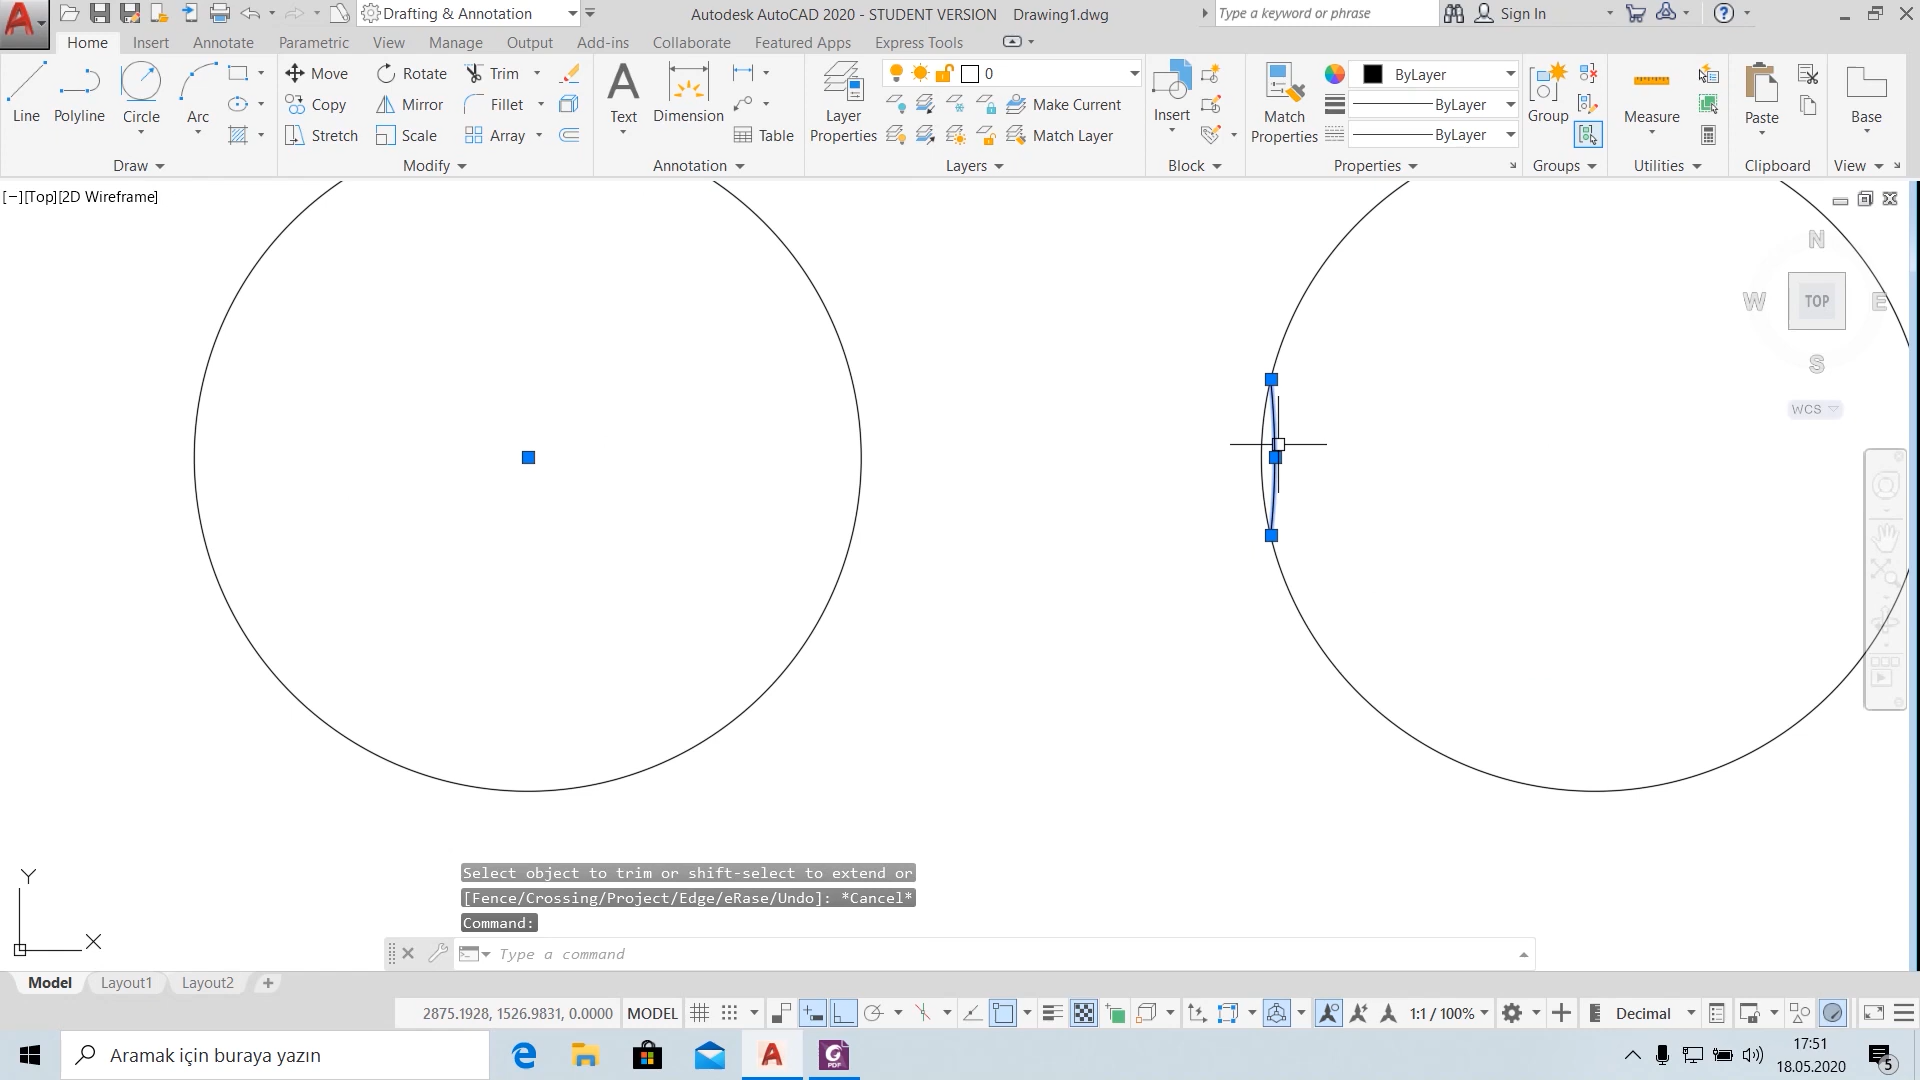 Drafting & Annotation
Autodesk AutoCAD 2020 - STUDENT VERSION Drawing1.dwg
Type a keyword or phrase
Sign In
Home Insert Annotate Parametric View Manage Output Add-ins Collaborate Featured Apps Express Tools
Line Polyline Circle Arc
Move Rotate Trim
Copy Mirror Fillet
Stretch Scale Array
Text Dimension Table
Layer Properties
0
Make Current
Match Layer
Insert
Match Properties
ByLayer
ByLayer
ByLayer
Group
Measure
Paste
Base
Draw Modify Annotation Layers Block Properties Groups Utilities Clipboard View
[−][Top][2D Wireframe]
N
W TOP E
S
WCS
Select object to trim or shift-select to extend or
[Fence/Crossing/Project/Edge/eRase/Undo]: *Cancel*
Command:
Type a command
Y
X
Model Layout1 Layout2
2875.1928, 1526.9831, 0.0000 MODEL 1:1 / 100% Decimal
Aramak için buraya yazın
PDF
17:51
18.05.2020
5